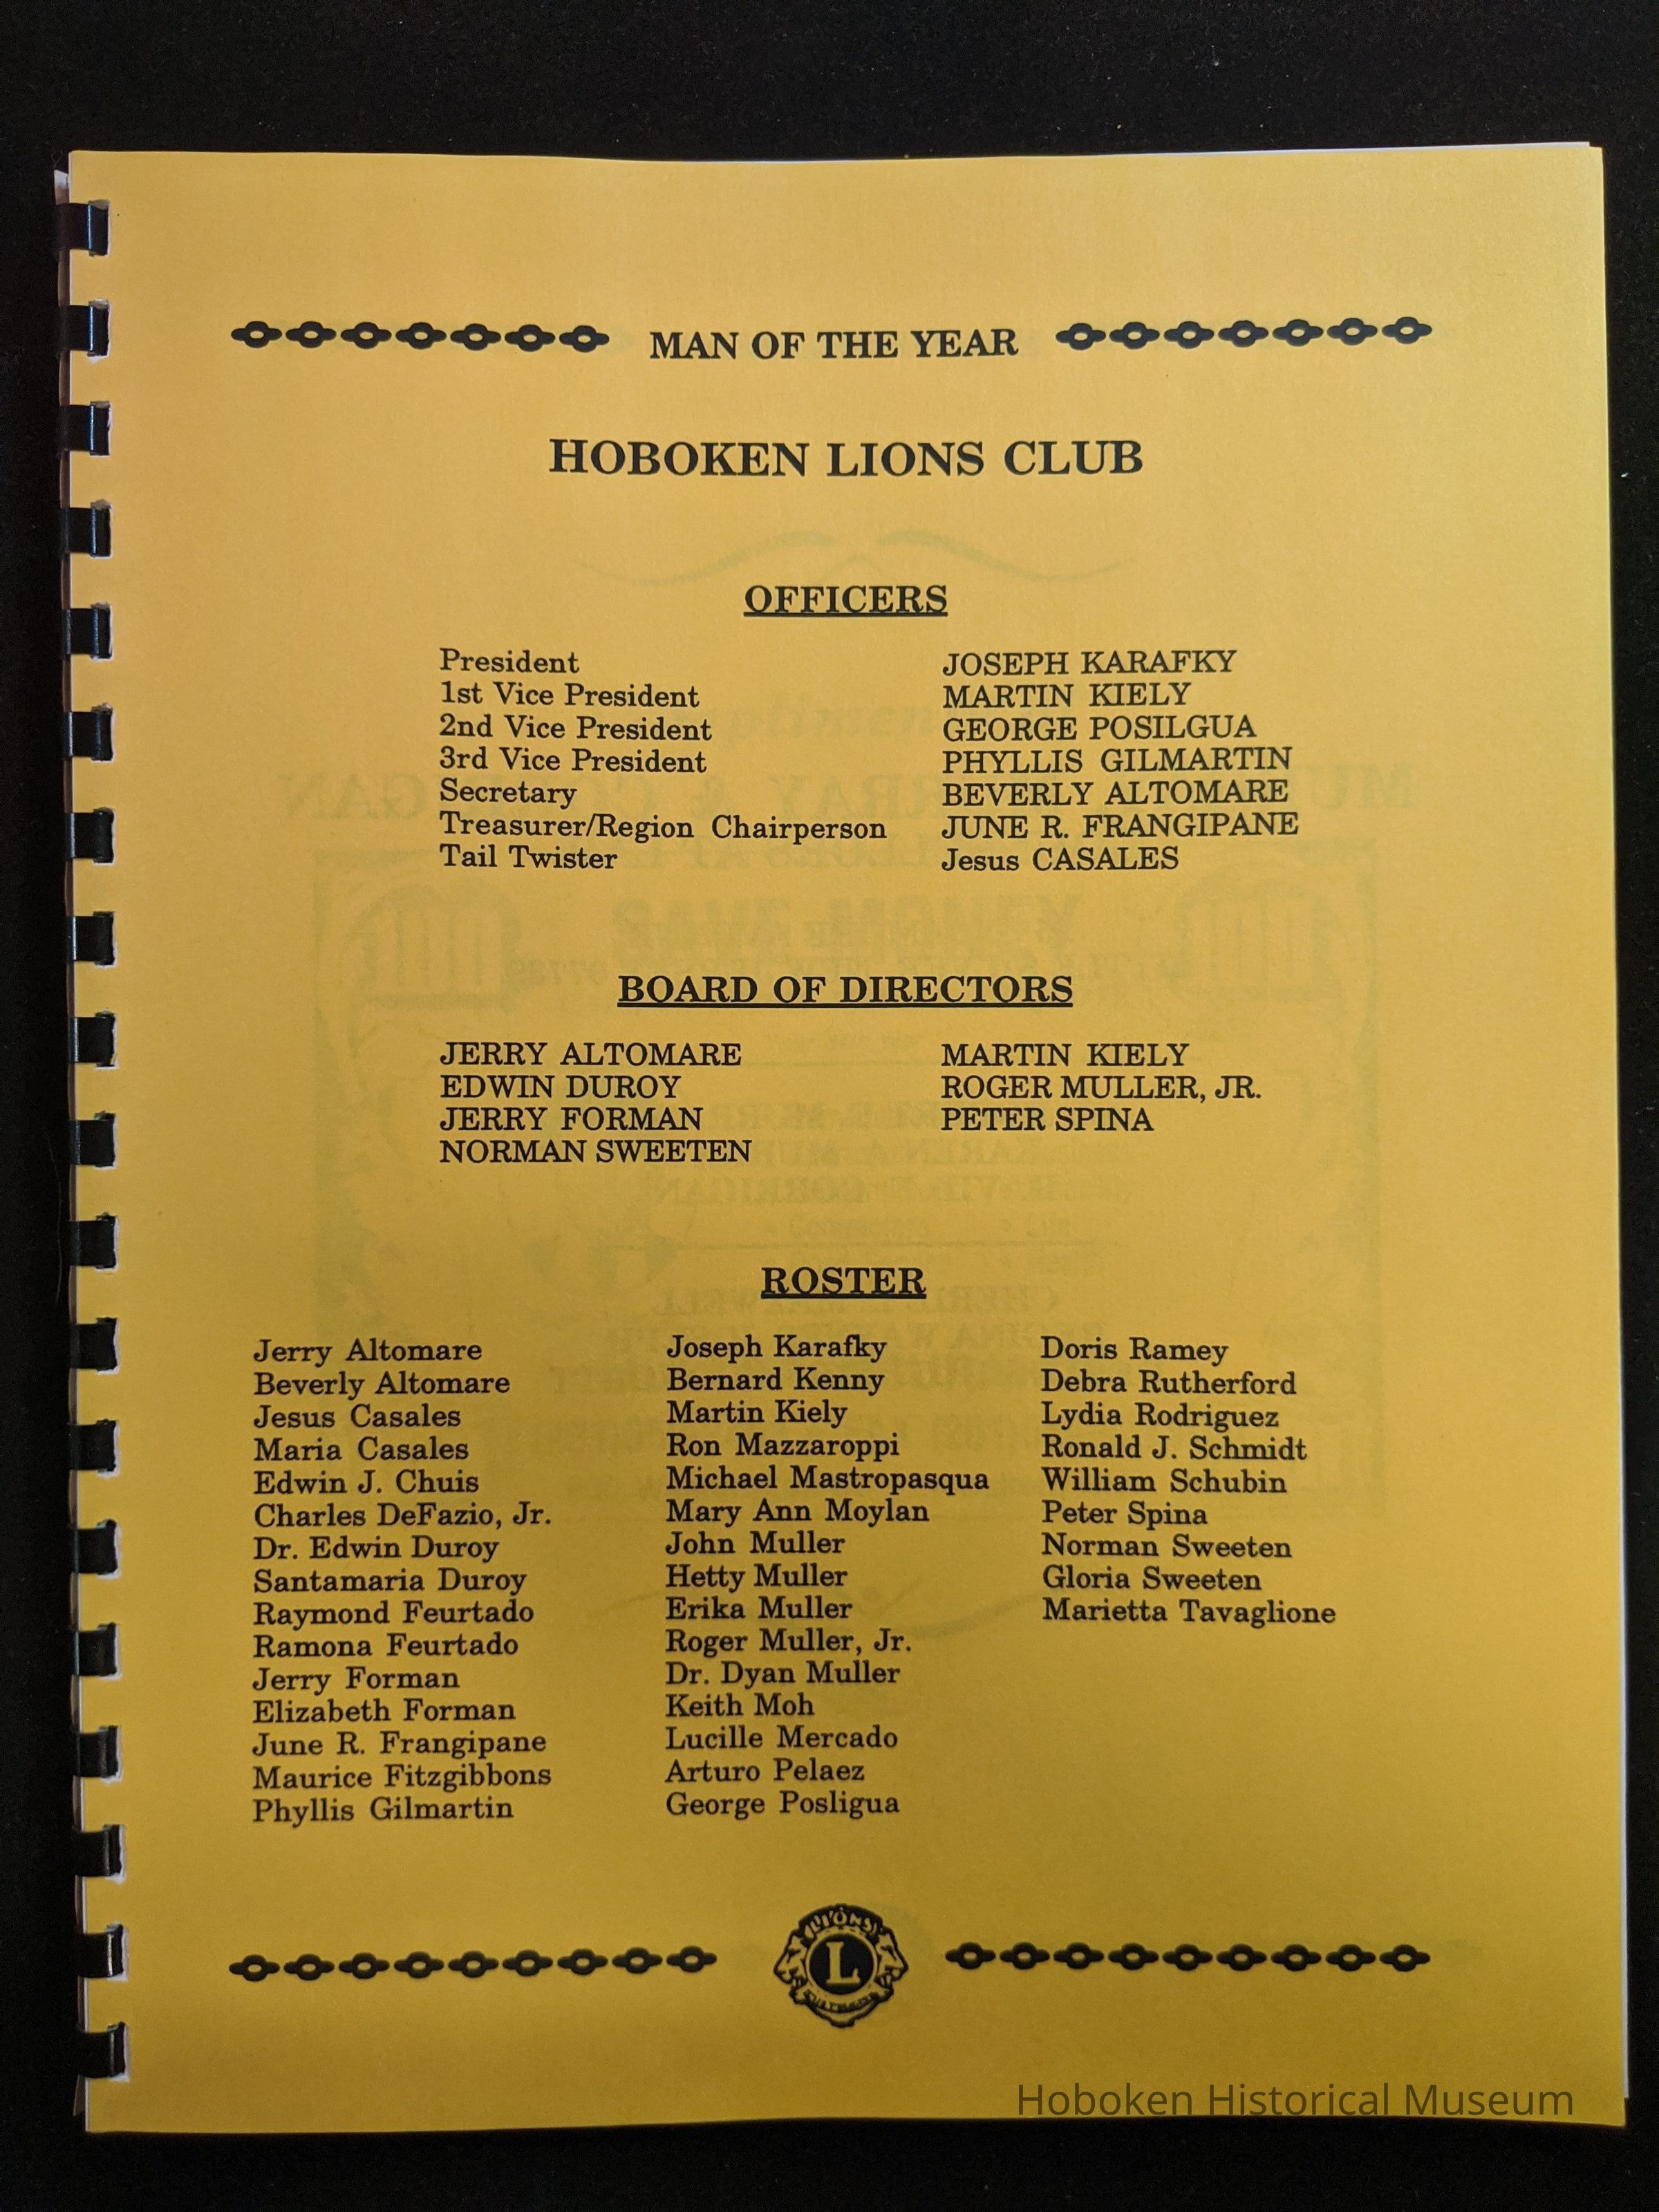 MAN OF THE YEAR
HOBOKEN LIONS CLUB
OFFICERS
President JOSEPH KARAFKY
1st Vice President MARTIN KIELY
2nd Vice President GEORGE POSILGUA
3rd Vice President PHYLLIS GILMARTIN
Secretary BEVERLY ALTOMARE
Treasurer/Region Chairperson JUNE R. FRANGIPANE
Tail Twister Jesus CASALES
BOARD OF DIRECTORS
JERRY ALTOMARE MARTIN KIELY
EDWIN DUROY ROGER MULLER, JR.
JERRY FORMAN PETER SPINA
NORMAN SWEETEN
ROSTER
Jerry Altomare
Beverly Altomare
Jesus Casales
Maria Casales
Edwin J. Chuis
Charles DeFazio, Jr.
Dr. Edwin Duroy
Santamaria Duroy
Raymond Feurtado
Ramona Feurtado
Jerry Forman
Elizabeth Forman
June R. Frangipane
Maurice Fitzgibbons
Phyllis Gilmartin
Joseph Karafky
Bernard Kenny
Martin Kiely
Ron Mazzaroppi
Michael Mastropasqua
Mary Ann Moylan
John Muller
Hetty Muller
Erika Muller
Roger Muller, Jr.
Dr. Dyan Muller
Keith Moh
Lucille Mercado
Arturo Pelaez
George Posligua
Doris Ramey
Debra Rutherford
Lydia Rodriguez
Ronald J. Schmidt
William Schubin
Peter Spina
Norman Sweeten
Gloria Sweeten
Marietta Tavaglione
LIONS
L
Hoboken Historical Museum